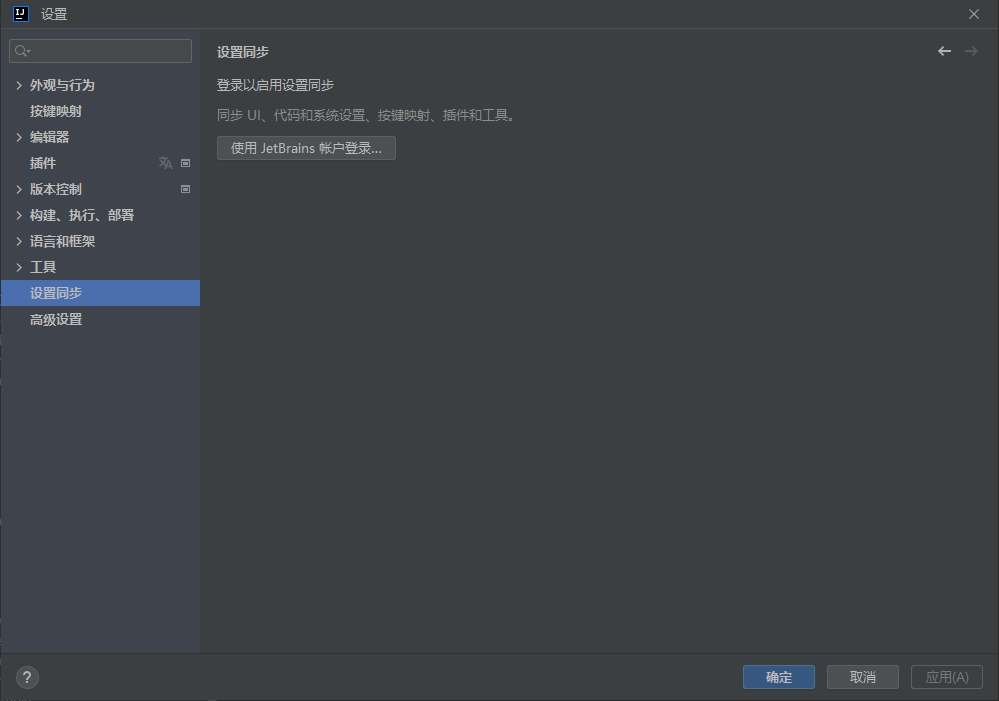 设置
外观与行为
按键映射
编辑器
插件
版本控制
构建、执行、部署
语言和框架
工具
设置同步
高级设置
设置同步
登录以启用设置同步
同步 UI、代码和系统设置、按键映射、插件和工具。
使用 JetBrains 帐户登录...
?
确定
取消
应用(A)